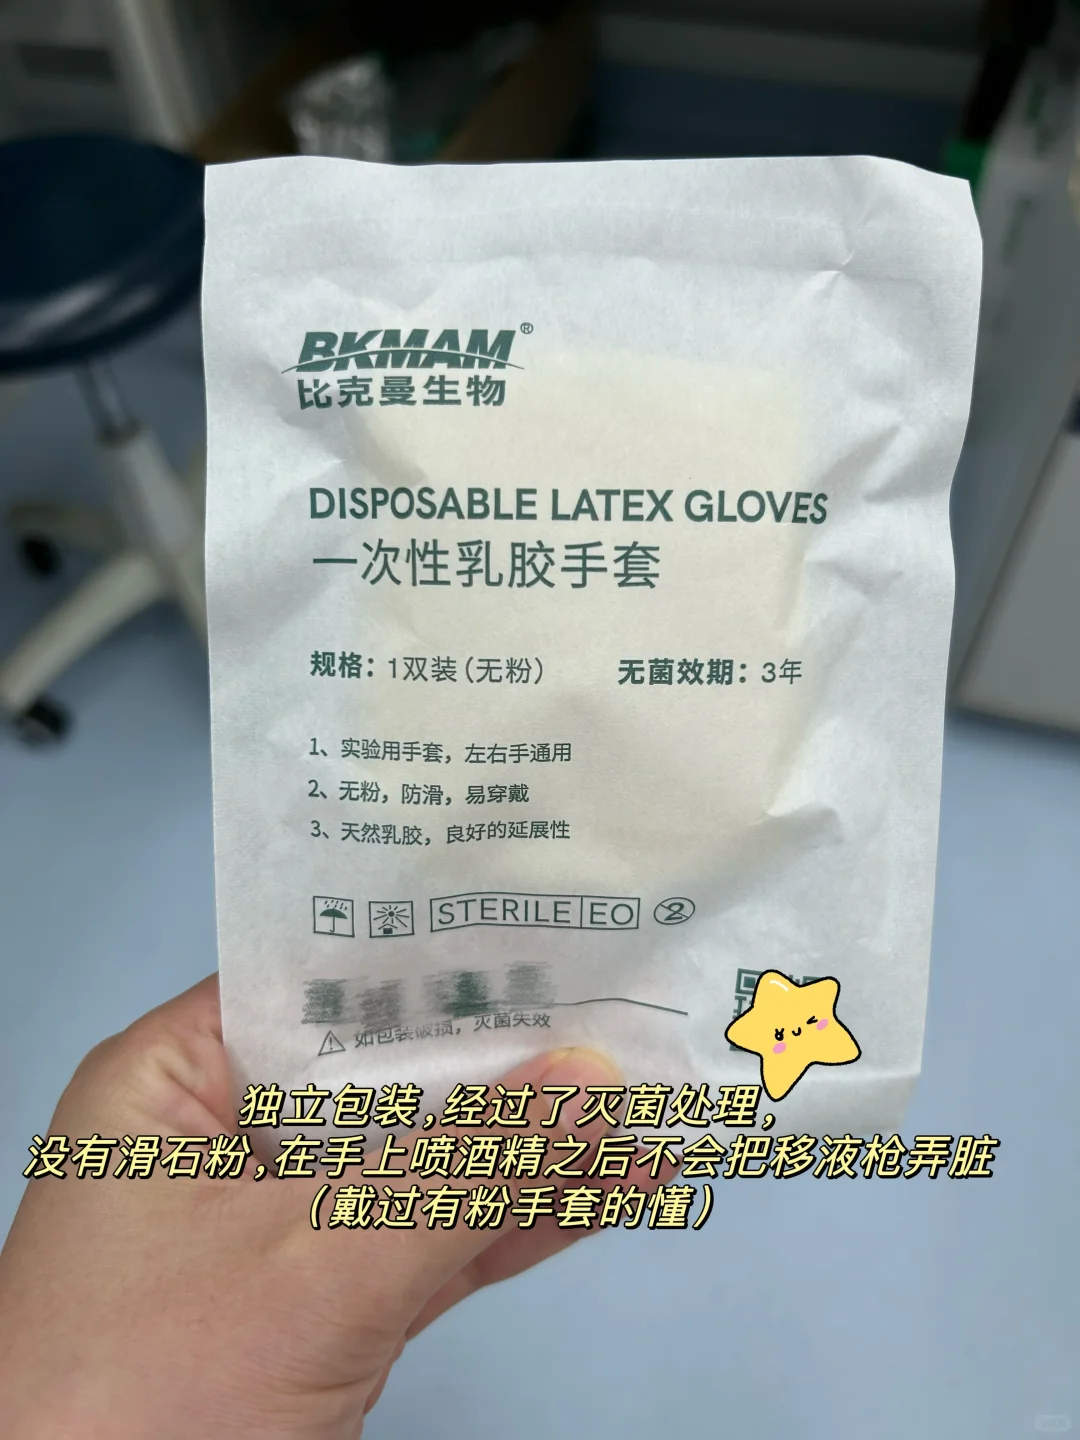 BKMAM®
比克曼生物
DISPOSABLE LATEX GLOVES
一次性乳胶手套
规格：1双装（无粉） 无菌效期：3年
1、实验用手套，左右手通用
2、无粉，防滑，易穿戴
3、天然乳胶，良好的延展性
STERILE EO 2
如包装破损，灭菌失效
独立包装,经过了灭菌处理,
没有滑石粉,在手上喷酒精之后不会把移液枪弄脏
（戴过有粉手套的懂）